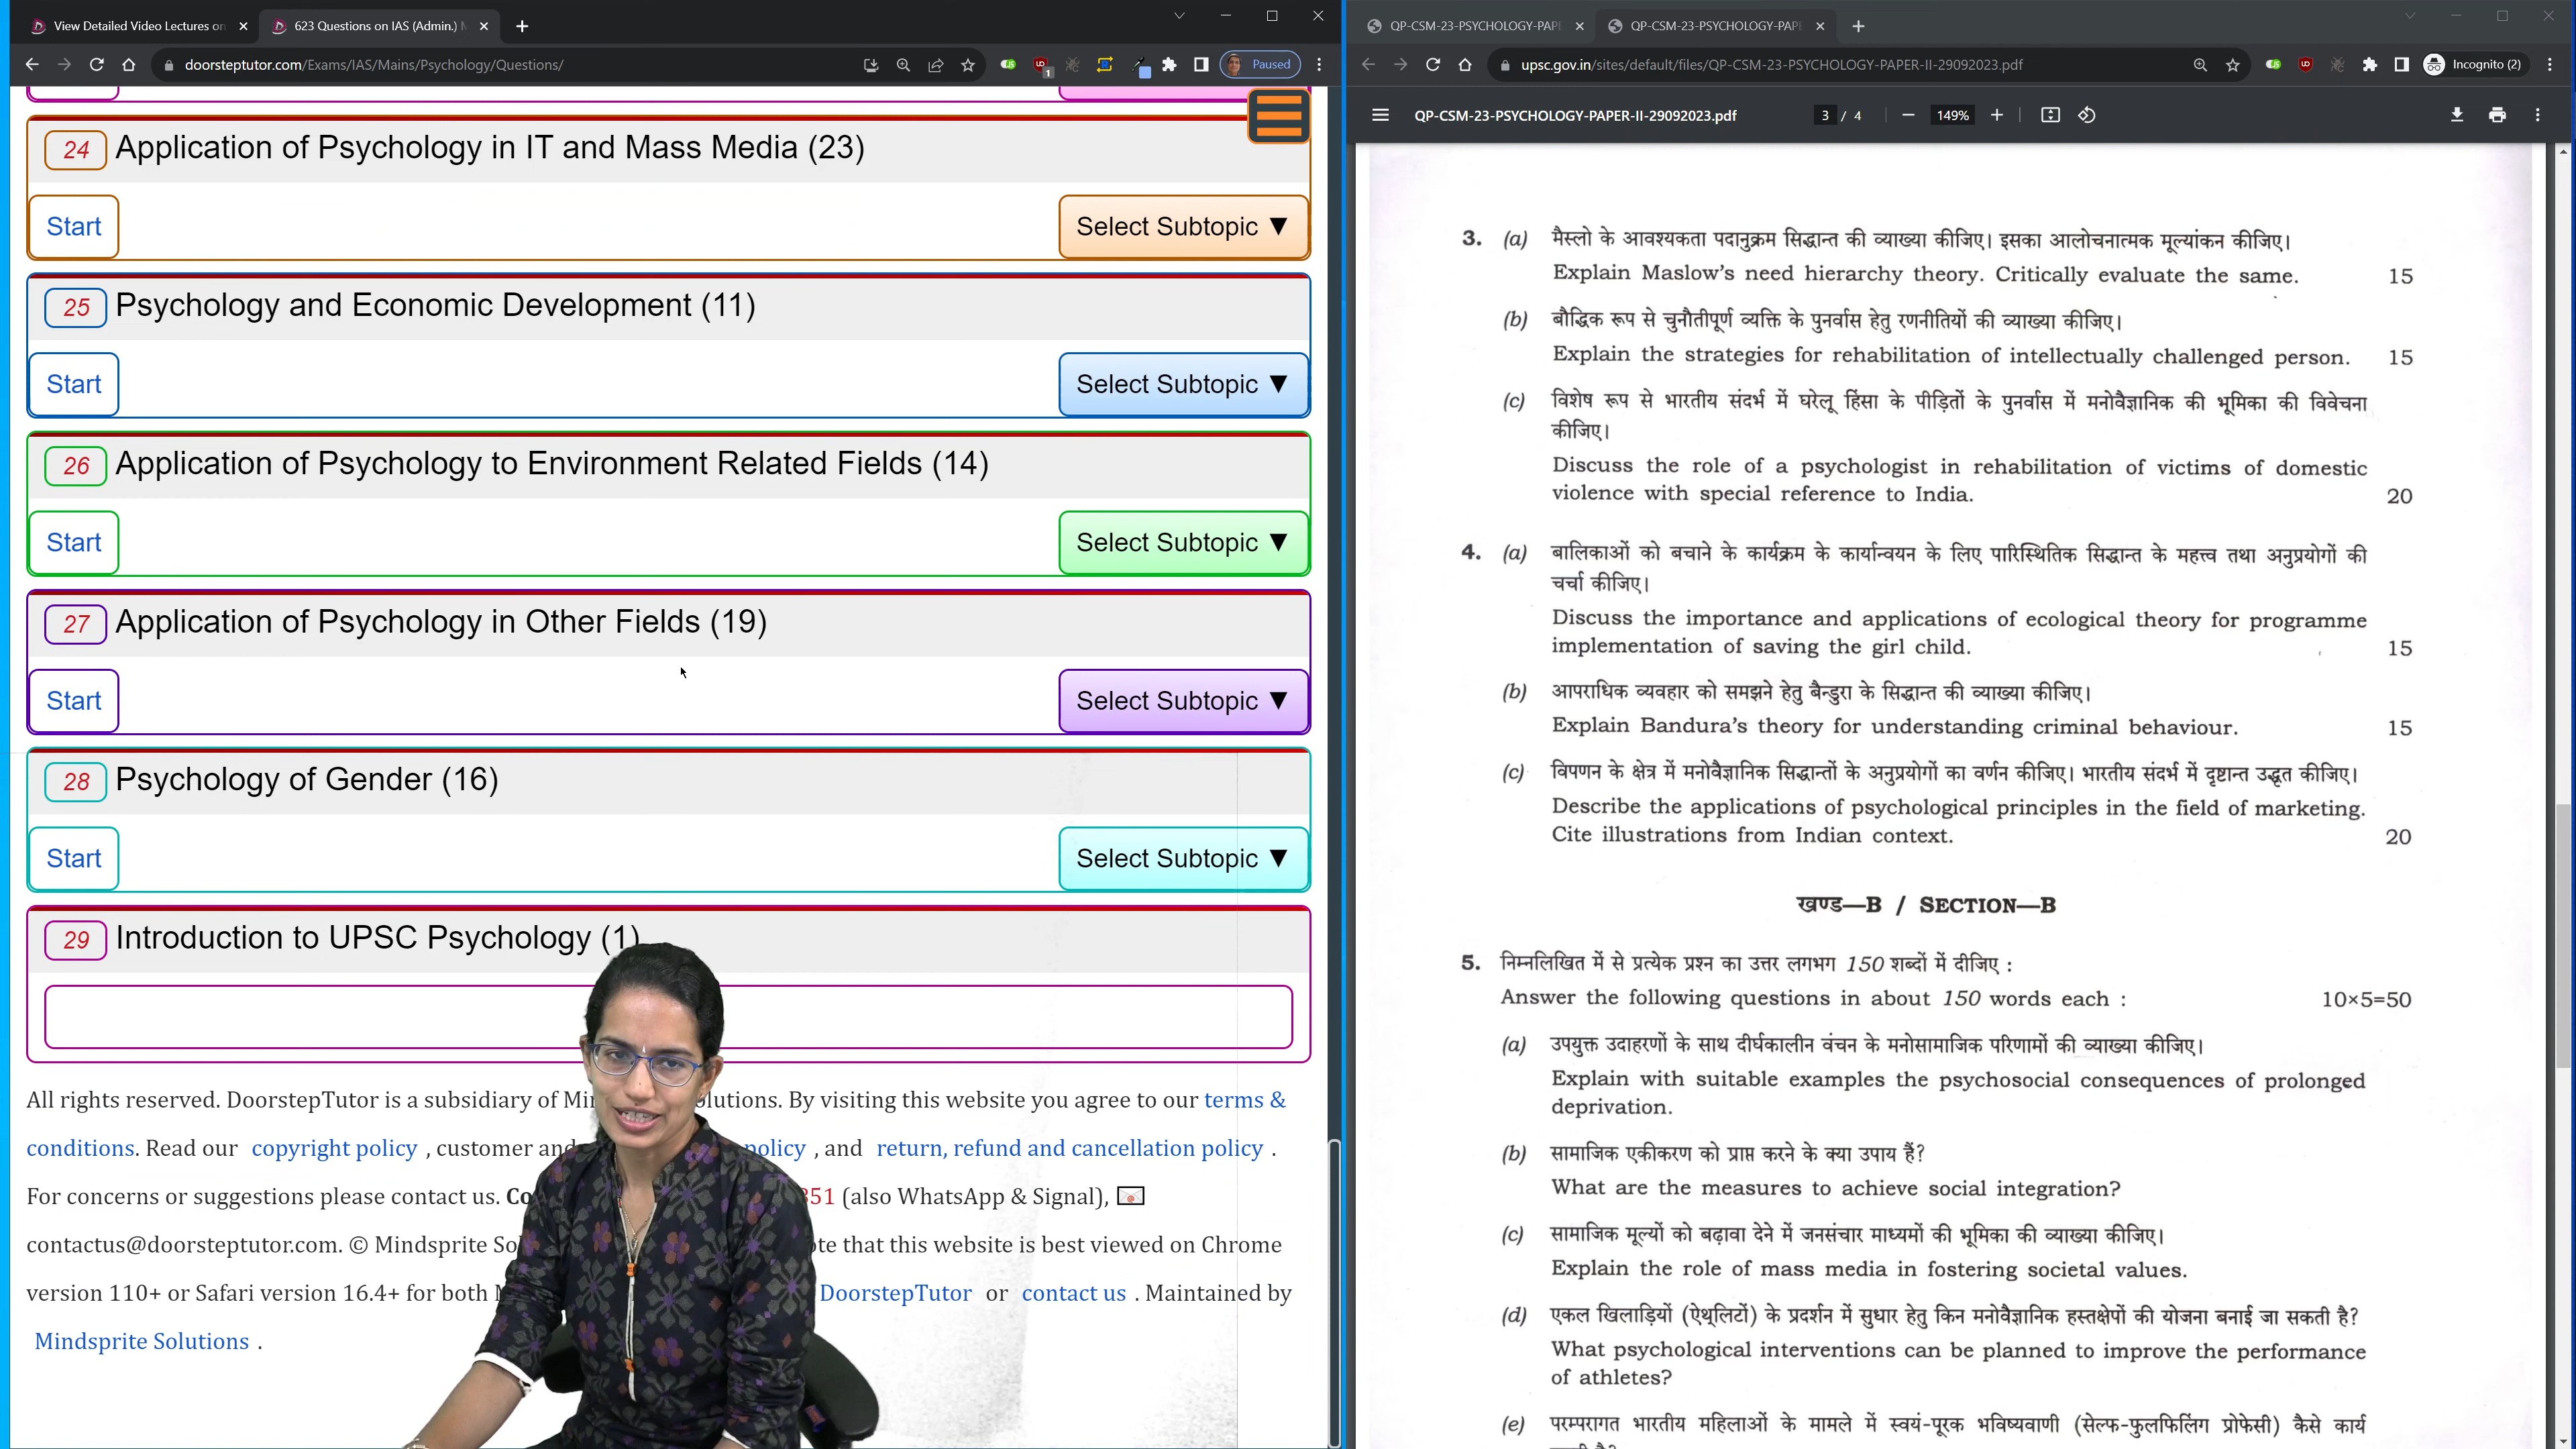 View Detailed Video Lectures on
623 Questions on IAS (Admin.) M
doorsteptutor.com/Exams/IAS/Mains/Psychology/Questions/
1
Paused
24 Application of Psychology in IT and Mass Media (23)
Start
Select Subtopic ▼
25 Psychology and Economic Development (11)
Start
Select Subtopic ▼
26 Application of Psychology to Environment Related Fields (14)
Start
Select Subtopic ▼
27 Application of Psychology in Other Fields (19)
Start
Select Subtopic ▼
28 Psychology of Gender (16)
Start
Select Subtopic ▼
29 Introduction to UPSC Psychology (1)
All rights reserved. DoorstepTutor is a subsidiary of Min lutions. By visiting this website you agree to our terms &
conditions. Read our copyright policy , customer and policy , and return, refund and cancellation policy .
For concerns or suggestions please contact us. Co 351 (also WhatsApp & Signal),
contactus@doorsteptutor.com. © Mindsprite So te that this website is best viewed on Chrome
version 110+ or Safari version 16.4+ for both DoorstepTutor or contact us . Maintained by
Mindsprite Solutions .
QP-CSM-23-PSYCHOLOGY-PAPE
QP-CSM-23-PSYCHOLOGY-PAPE
upsc.gov.in/sites/default/files/QP-CSM-23-PSYCHOLOGY-PAPER-II-29092023.pdf
Incognito (2)
QP-CSM-23-PSYCHOLOGY-PAPER-II-29092023.pdf
3 / 4
149%
3. (a) मैस्लो के आवश्यकता पदानुक्रम सिद्धान्त की व्याख्या कीजिए। इसका आलोचनात्मक मूल्यांकन कीजिए।
Explain Maslow's need hierarchy theory. Critically evaluate the same. 15
(b) बौद्धिक रूप से चुनौतीपूर्ण व्यक्ति के पुनर्वास हेतु रणनीतियों की व्याख्या कीजिए।
Explain the strategies for rehabilitation of intellectually challenged person. 15
(c) विशेष रूप से भारतीय संदर्भ में घरेलू हिंसा के पीड़ितों के पुनर्वास में मनोवैज्ञानिक की भूमिका की विवेचना
कीजिए।
Discuss the role of a psychologist in rehabilitation of victims of domestic
violence with special reference to India. 20
4. (a) बालिकाओं को बचाने के कार्यक्रम के कार्यान्वयन के लिए पारिस्थितिक सिद्धान्त के महत्त्व तथा अनुप्रयोगों की
चर्चा कीजिए।
Discuss the importance and applications of ecological theory for programme
implementation of saving the girl child. 15
(b) आपराधिक व्यवहार को समझने हेतु बैन्डुरा के सिद्धान्त की व्याख्या कीजिए।
Explain Bandura's theory for understanding criminal behaviour. 15
(c) विपणन के क्षेत्र में मनोवैज्ञानिक सिद्धान्तों के अनुप्रयोगों का वर्णन कीजिए। भारतीय संदर्भ में दृष्टान्त उद्धृत कीजिए।
Describe the applications of psychological principles in the field of marketing.
Cite illustrations from Indian context. 20
खण्ड—B / SECTION—B
5. निम्नलिखित में से प्रत्येक प्रश्न का उत्तर लगभग 150 शब्दों में दीजिए :
Answer the following questions in about 150 words each : 10×5=50
(a) उपयुक्त उदाहरणों के साथ दीर्घकालीन वंचन के मनोसामाजिक परिणामों की व्याख्या कीजिए।
Explain with suitable examples the psychosocial consequences of prolonged
deprivation.
(b) सामाजिक एकीकरण को प्राप्त करने के क्या उपाय हैं?
What are the measures to achieve social integration?
(c) सामाजिक मूल्यों को बढ़ावा देने में जनसंचार माध्यमों की भूमिका की व्याख्या कीजिए।
Explain the role of mass media in fostering societal values.
(d) एकल खिलाड़ियों (ऐथ्लिटों) के प्रदर्शन में सुधार हेतु किन मनोवैज्ञानिक हस्तक्षेपों की योजना बनाई जा सकती है?
What psychological interventions can be planned to improve the performance
of athletes?
(e) परम्परागत भारतीय महिलाओं के मामले में स्वयं-पूरक भविष्यवाणी (सेल्फ-फुलफिलिंग प्रोफेसी) कैसे कार्य